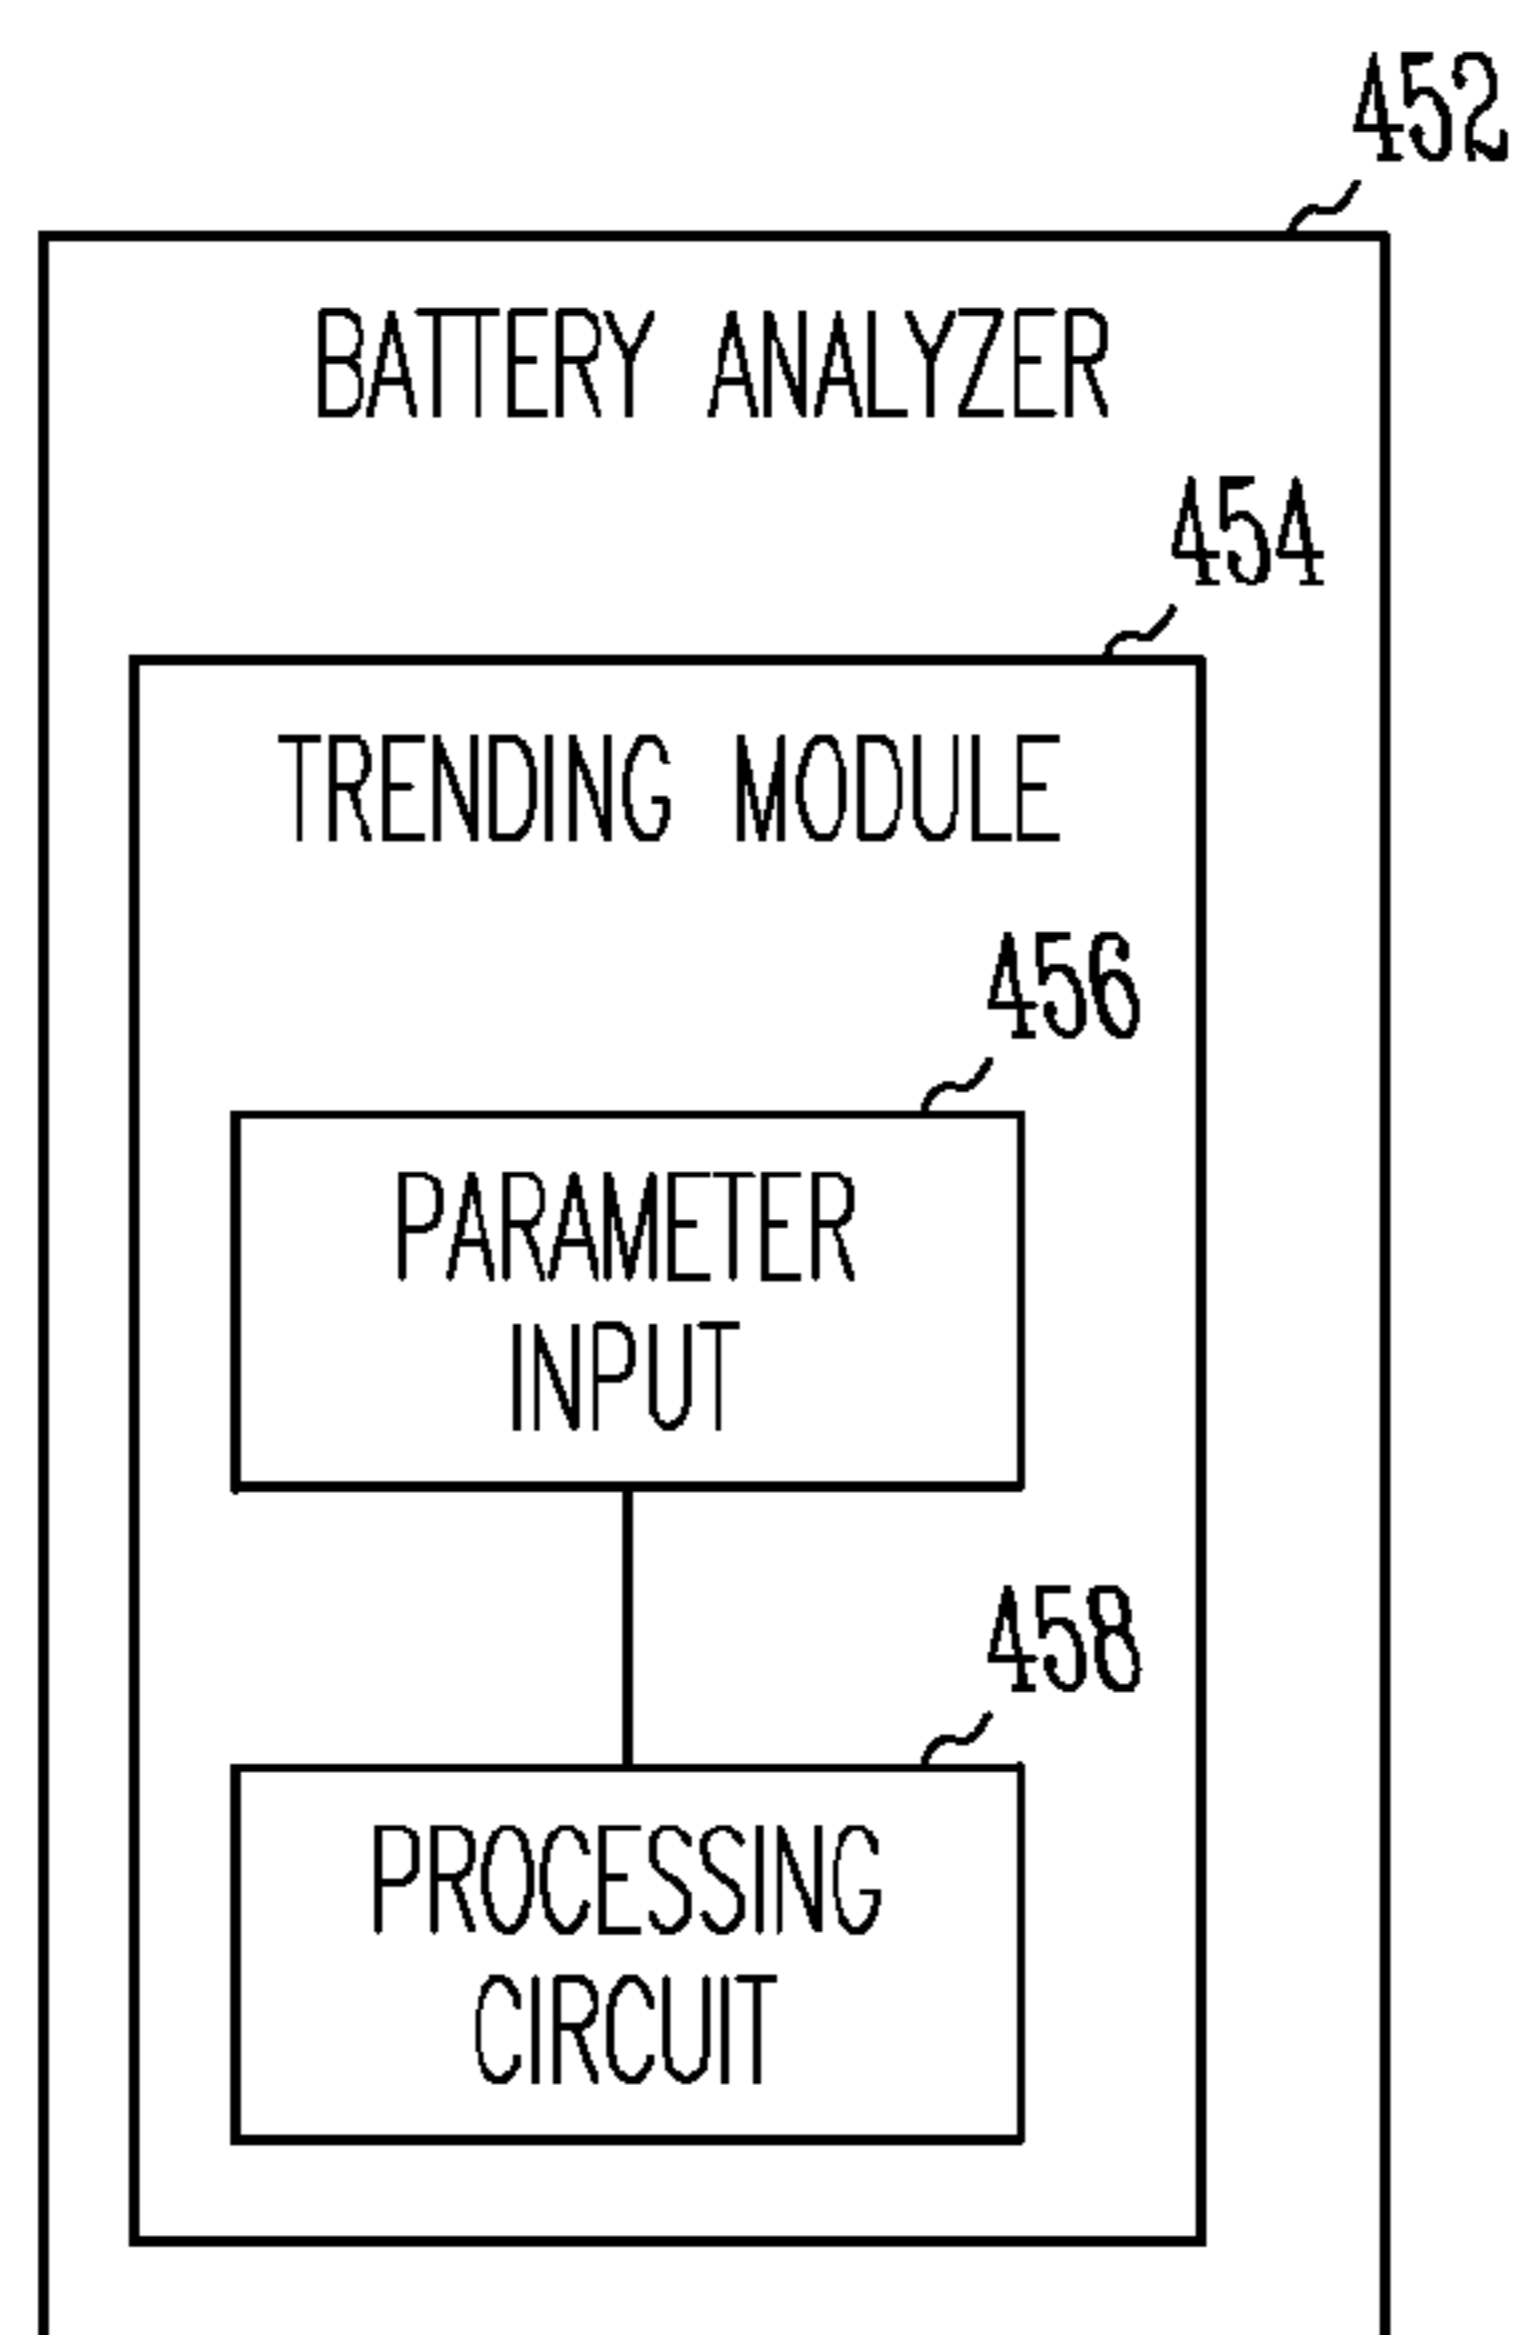 452
BATTERY ANALYZER
454
TRENDING MODULE
456
PARAMETER
INPUT
458
PROCESSING
CIRCUIT